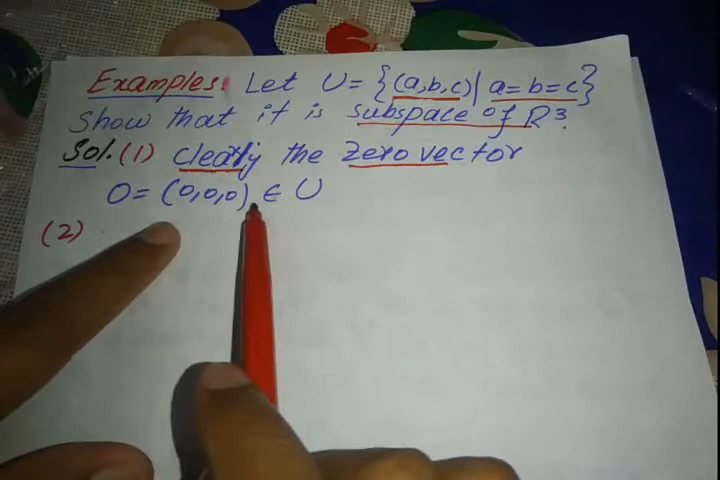 Examples: Let U = {(a,b,c)| a=b=c}
Show that it is subspace of R³.
Sol. (1) Clearly the zero vector
0 = (0,0,0) ∈ U
(2)